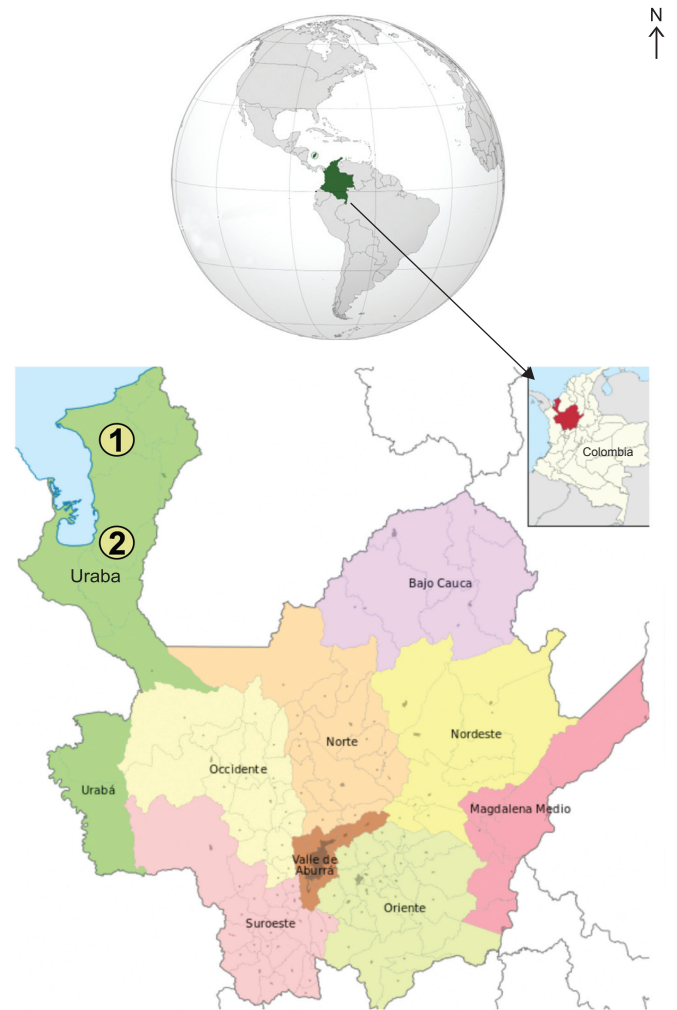 N
Colombia
1
2
Uraba
Bajo Cauca
Norte
Nordeste
Occidente
Urabá
Magdalena Medio
Valle de
Aburrá
Oriente
Suroeste